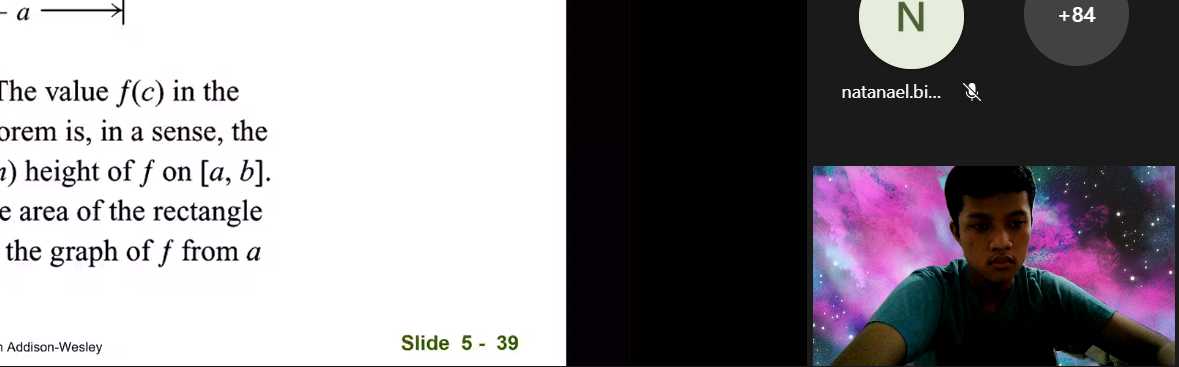 – a
The value f(c) in the
orem is, in a sense, the
n) height of f on [a, b].
e area of the rectangle
the graph of f from a
n Addison-Wesley
Slide 5 - 39
N
+84
natanael.bi...